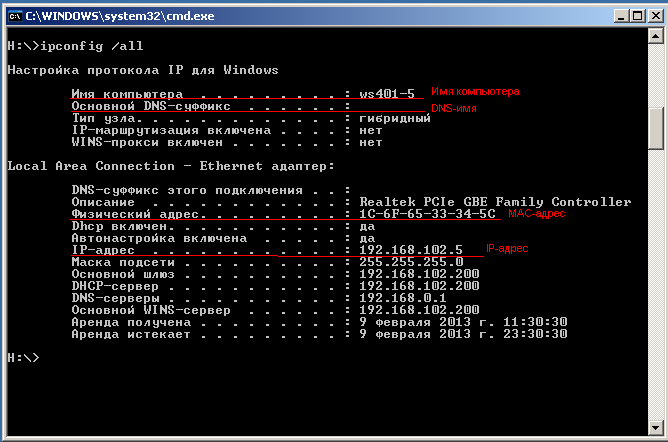 C:\WINDOWS\system32\cmd.exe
H:\>ipconfig /all
Настройка протокола IP для Windows
Имя компьютера . . . . . . . . . : ws401-5 Имя компьютера
Основной DNS-суффикс . . . . . . : DNS-имя
Тип узла. . . . . . . . . . . . . : гибридный
IP-маршрутизация включена . . . . : нет
WINS-прокси включен . . . . . . . : нет
Local Area Connection - Ethernet адаптер:
DNS-суффикс этого подключения . . :
Описание . . . . . . . . . . . . : Realtek PCIe GBE Family Controller
Физический адрес. . . . . . . . . : 1C-6F-65-33-34-5C MAC-адрес
Dhcp включен. . . . . . . . . . . : да
Автонастройка включена . . . . . : да
IP-адрес . . . . . . . . . . . . : 192.168.102.5 IP-адрес
Маска подсети . . . . . . . . . . : 255.255.255.0
Основной шлюз . . . . . . . . . . : 192.168.102.200
DHCP-сервер . . . . . . . . . . . : 192.168.102.200
DNS-серверы . . . . . . . . . . . : 192.168.0.1
Основной WINS-сервер . . . . . . : 192.168.102.200
Аренда получена . . . . . . . . . : 9 февраля 2013 г. 11:30:30
Аренда истекает . . . . . . . . . : 9 февраля 2013 г. 23:30:30
H:\>